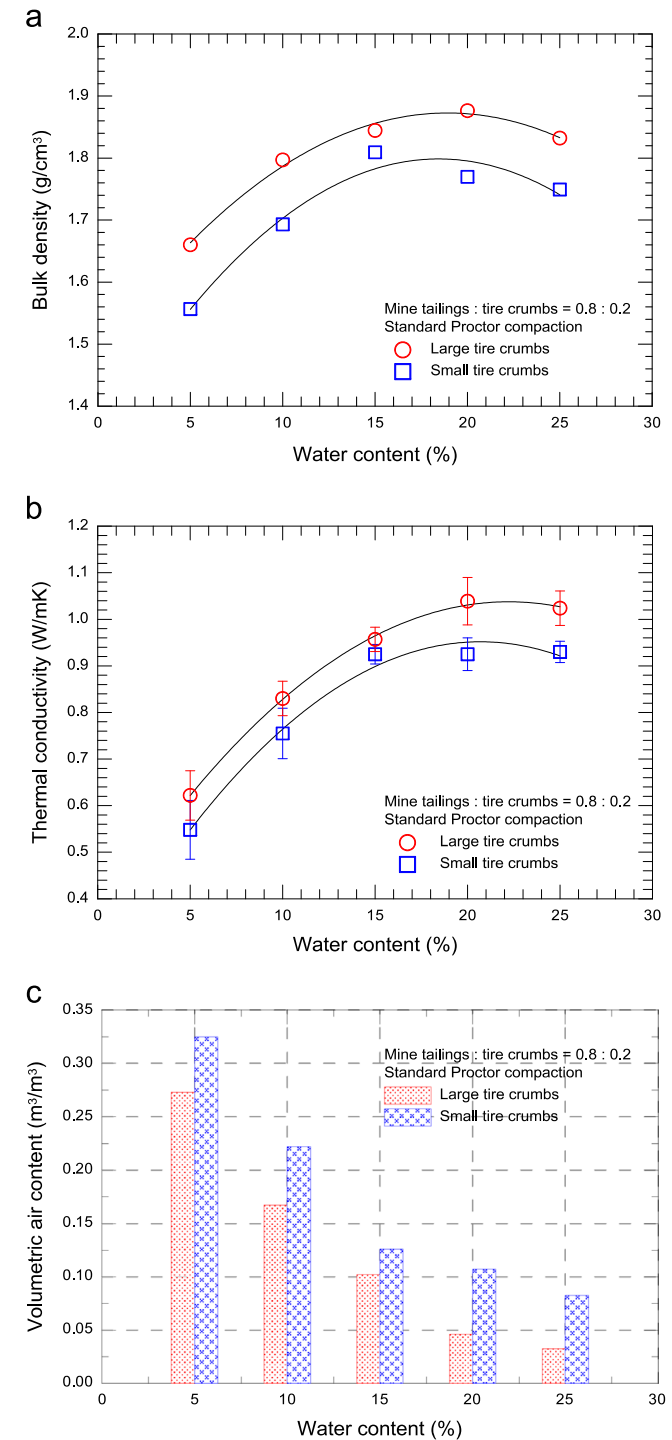 a
2.0
1.9
1.8
1.7
1.6
1.5
1.4
Bulk density (g/cm³)
Mine tailings : tire crumbs = 0.8 : 0.2
Standard Proctor compaction
Large tire crumbs
Small tire crumbs
0 5 10 15 20 25 30
Water content (%)
b
1.2
1.1
1.0
0.9
0.8
0.7
0.6
0.5
0.4
Thermal conductivity (W/mK)
Mine tailings : tire crumbs = 0.8 : 0.2
Standard Proctor compaction
Large tire crumbs
Small tire crumbs
0 5 10 15 20 25 30
Water content (%)
c
0.35
0.30
0.25
0.20
0.15
0.10
0.05
0.00
Volumetric air content (m³/m³)
Mine tailings : tire crumbs = 0.8 : 0.2
Standard Proctor compaction
Large tire crumbs
Small tire crumbs
0 5 10 15 20 25 30
Water content (%)